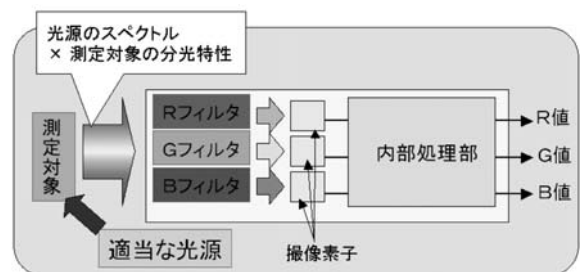 光源のスペクトル
× 測定対象の分光特性
測定対象
Rフィルタ
Gフィルタ
Bフィルタ
内部処理部
R値
G値
B値
適当な光源
撮像素子